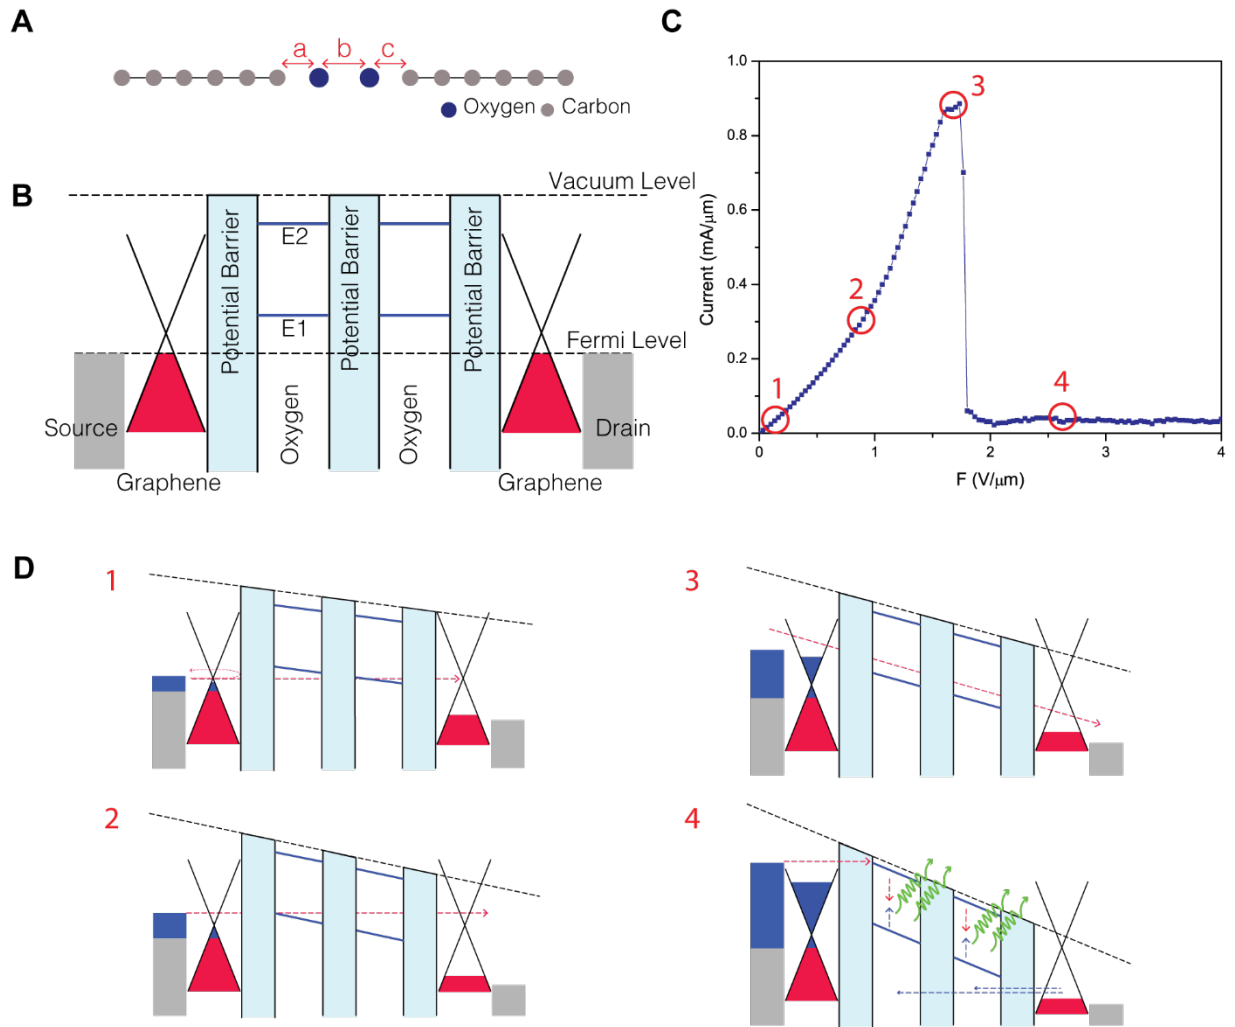 A
a b c
Oxygen Carbon
B
Vacuum Level
Potential Barrier
Potential Barrier
Potential Barrier
E2
E1
Fermi Level
Oxygen
Oxygen
Source
Drain
Graphene
Graphene
C
1.0
0.8
0.6
0.4
0.2
0.0
Current (mA/μm)
1
2
3
4
0 1 2 3 4
F (V/μm)
D
1
3
2
4